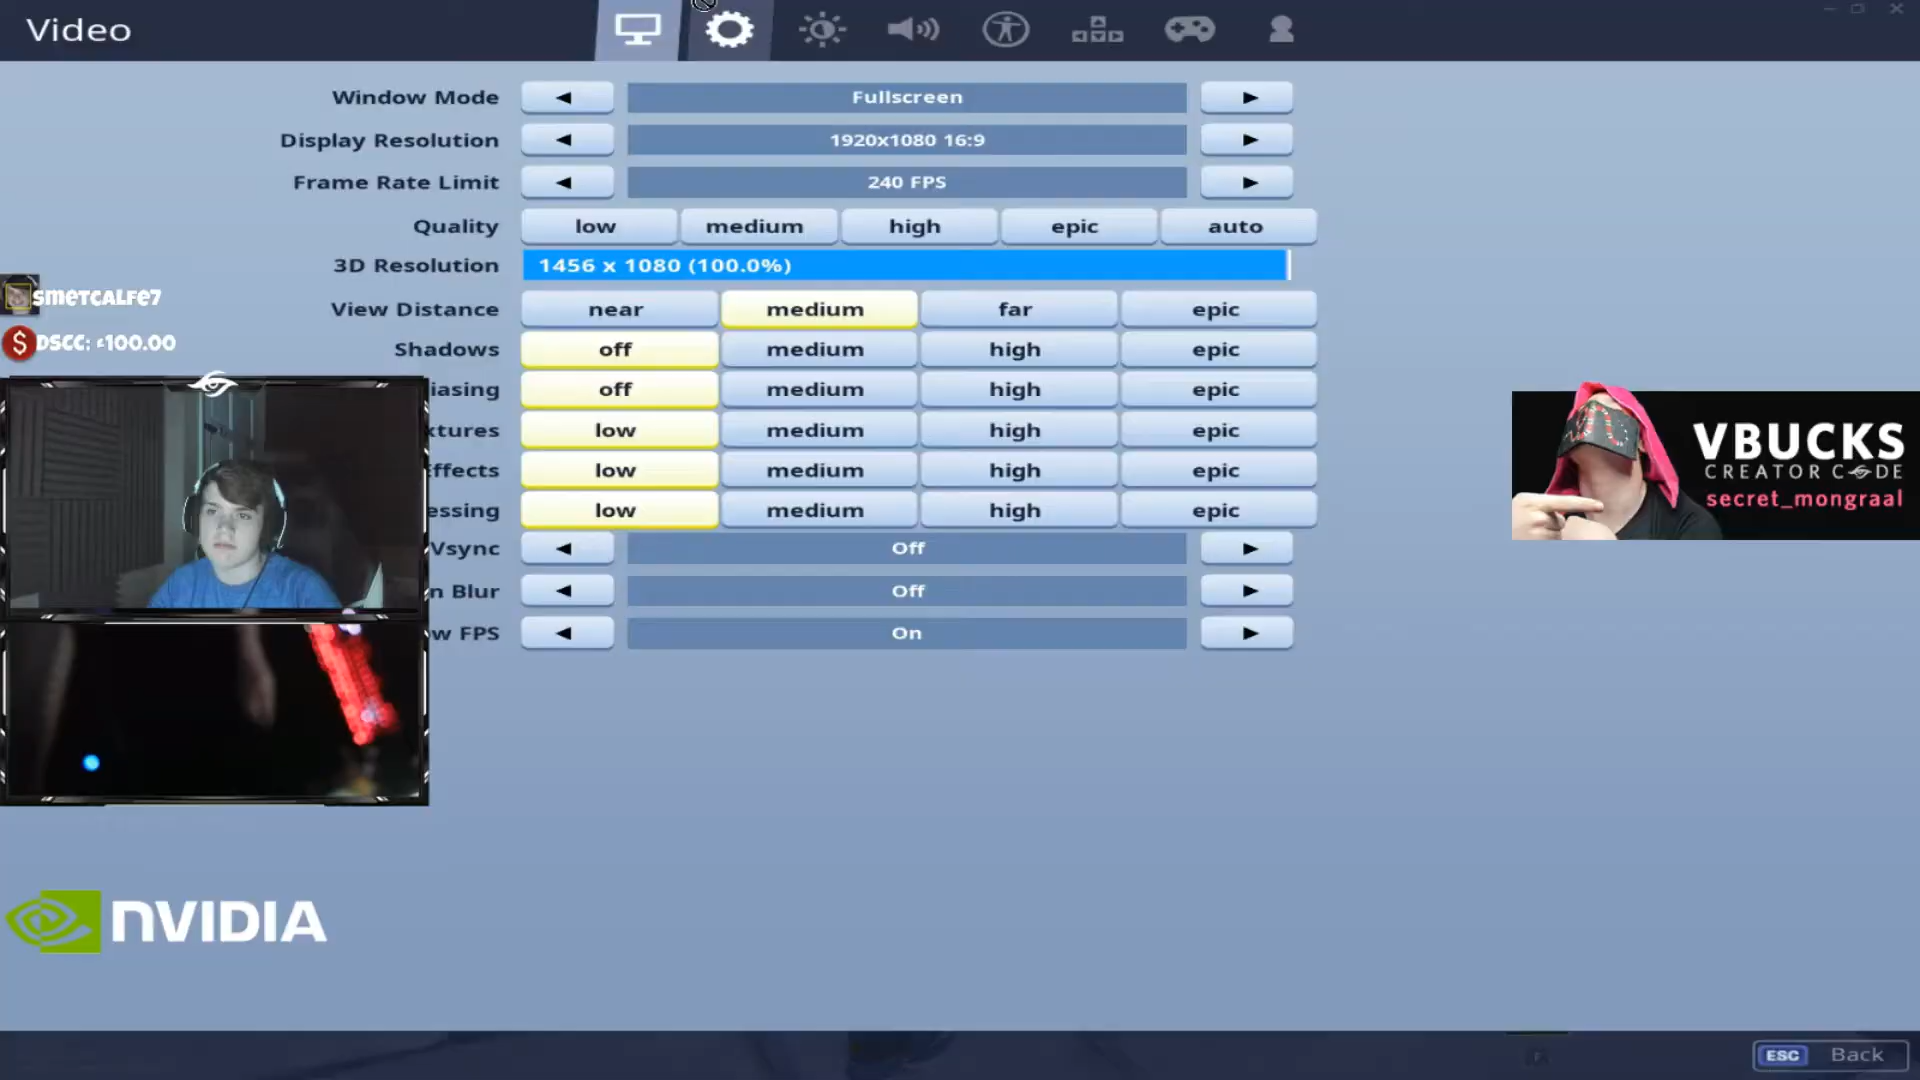 Video
Window Mode ◄ Fullscreen ►
Display Resolution ◄ 1920x1080 16:9 ►
Frame Rate Limit ◄ 240 FPS ►
Quality low medium high epic auto
3D Resolution 1456 x 1080 (100.0%)
View Distance near medium far epic
Shadows off medium high epic
iasing off medium high epic
xtures low medium high epic
Effects low medium high epic
essing low medium high epic
Vsync ◄ Off ►
n Blur ◄ Off ►
w FPS ◄ On ►
smetcalfe7
$ DSCC: £100.00
VBUCKS
CREATOR CODE
secret_mongraal
NVIDIA
ESC Back